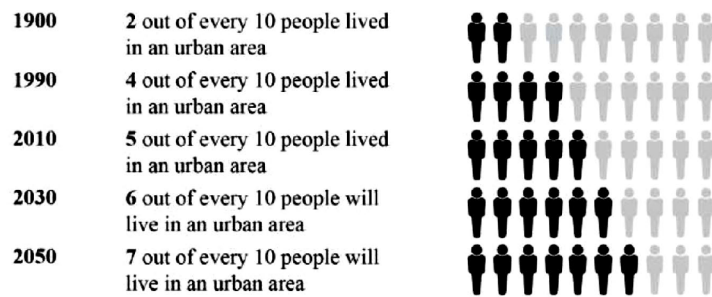 1900 2 out of every 10 people lived
in an urban area
1990 4 out of every 10 people lived
in an urban area
2010 5 out of every 10 people lived
in an urban area
2030 6 out of every 10 people will
live in an urban area
2050 7 out of every 10 people will
live in an urban area